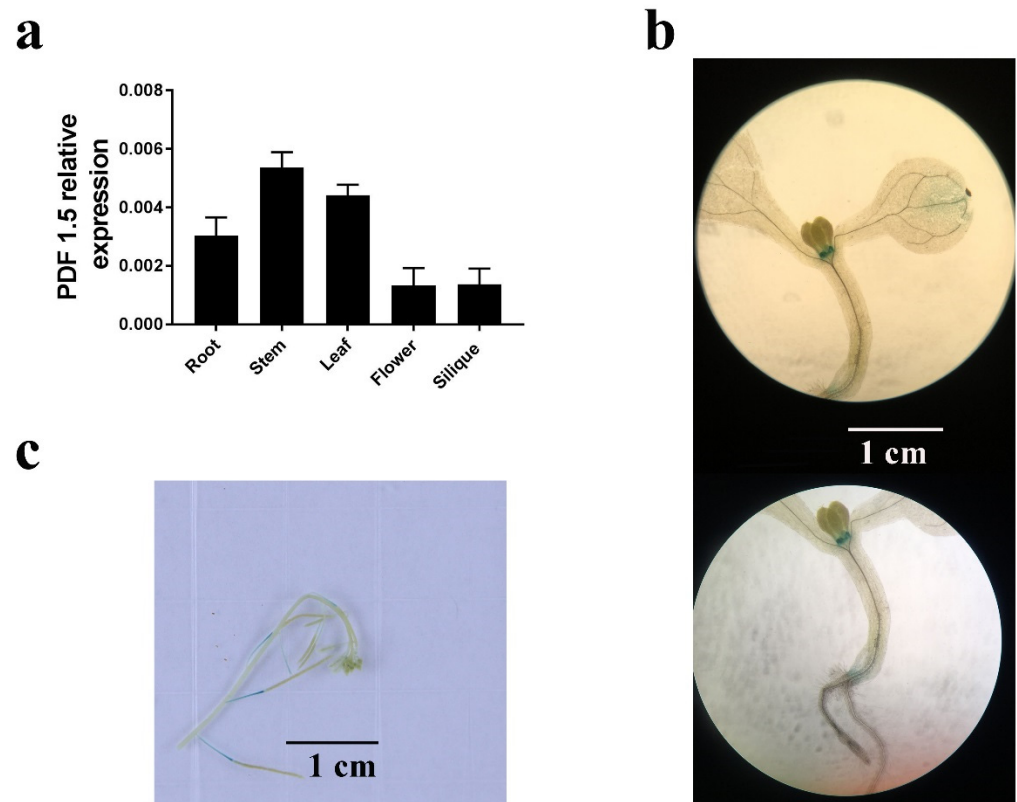 a
PDF 1.5 relative
expression
0.008
0.006
0.004
0.002
0.000
Root
Stem
Leaf
Flower
Silique
b
1 cm
c
1 cm